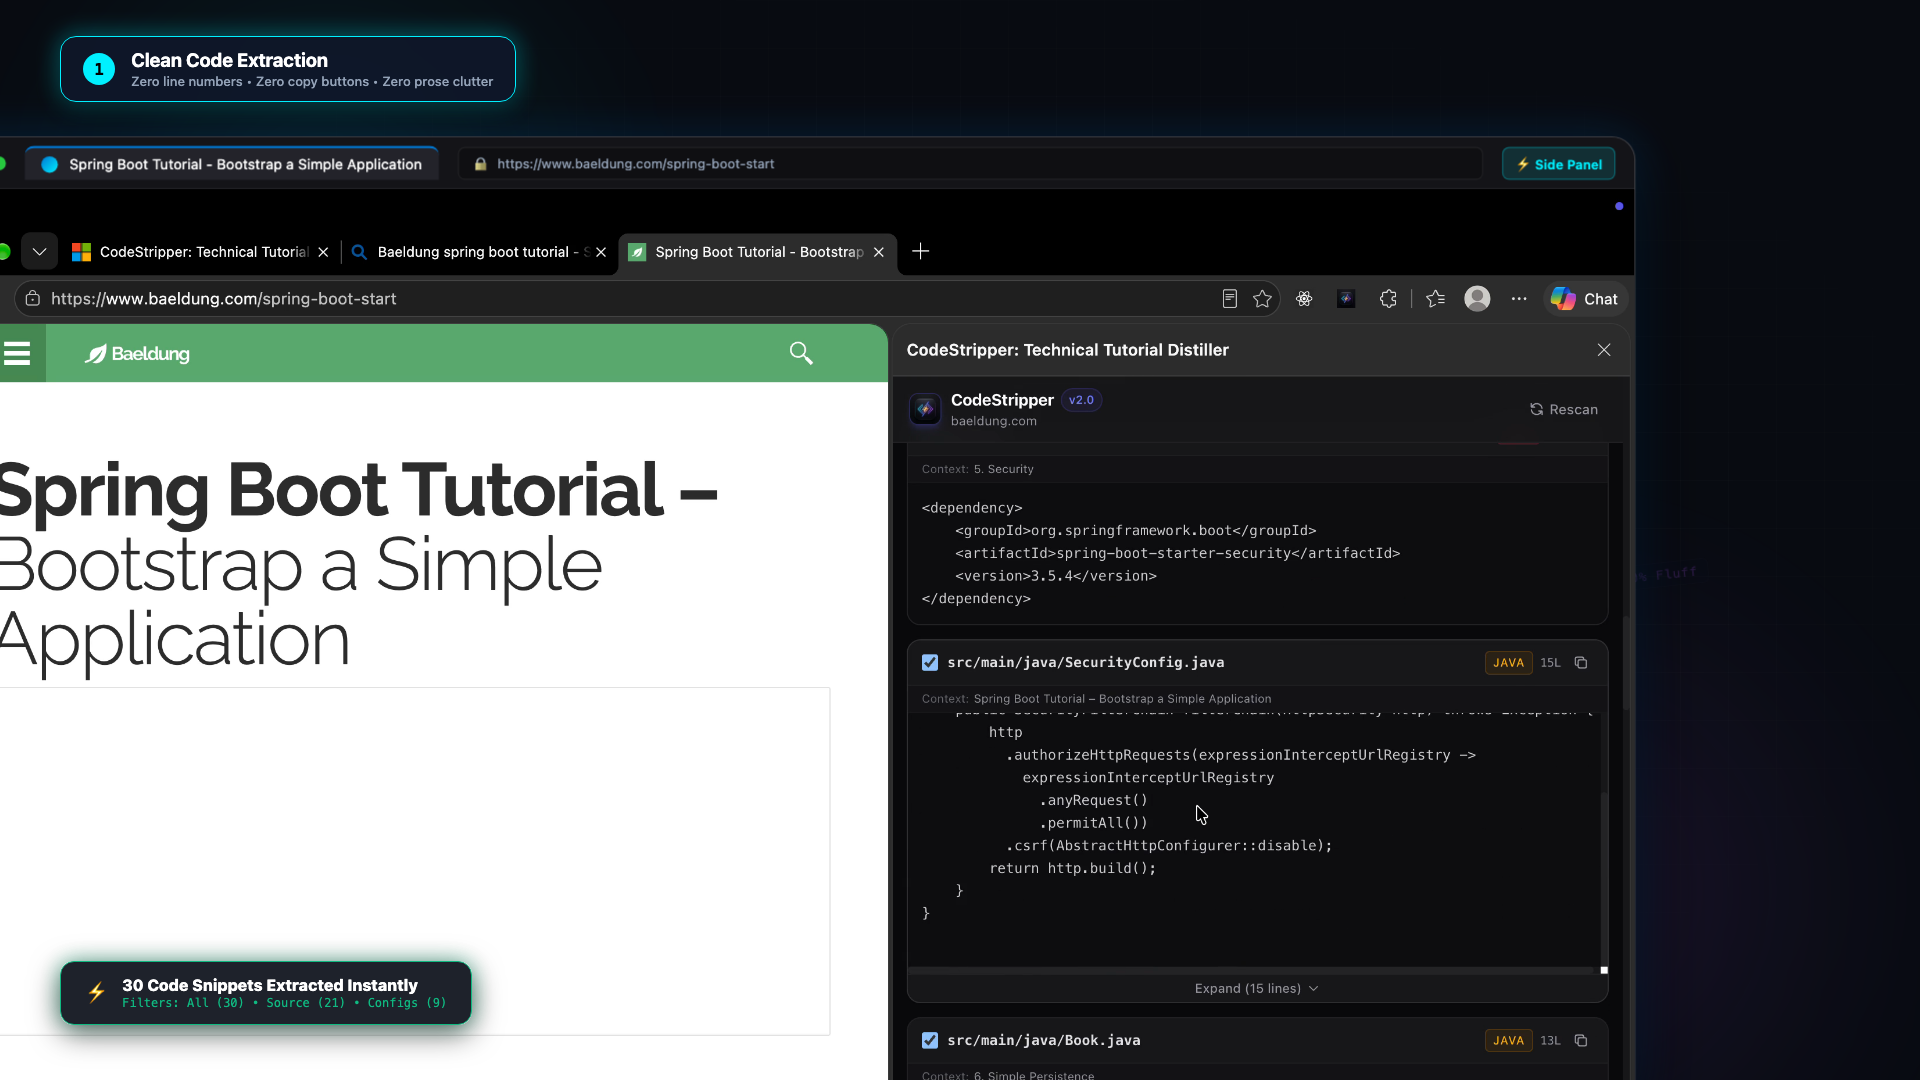 1
Clean Code Extraction
Zero line numbers • Zero copy buttons • Zero prose clutter
Spring Boot Tutorial - Bootstrap a Simple Application
https://www.baeldung.com/spring-boot-start
⚡ Side Panel
CodeStripper: Technical Tutorial
Baeldung spring boot tutorial - S
Spring Boot Tutorial - Bootstrap
https://www.baeldung.com/spring-boot-start
Chat
Baeldung
Spring Boot Tutorial –
Bootstrap a Simple
Application
CodeStripper: Technical Tutorial Distiller
CodeStripper v2.0
baeldung.com
Rescan
Context: 5. Security
<dependency>
    <groupId>org.springframework.boot</groupId>
    <artifactId>spring-boot-starter-security</artifactId>
    <version>3.5.4</version>
</dependency>
% Fluff
src/main/java/SecurityConfig.java JAVA 15L
Context: Spring Boot Tutorial – Bootstrap a Simple Application
http
.authorizeHttpRequests(expressionInterceptUrlRegistry ->
expressionInterceptUrlRegistry
.anyRequest()
.permitAll())
.csrf(AbstractHttpConfigurer::disable);
return http.build();
}
}
Expand (15 lines)
src/main/java/Book.java JAVA 13L
Context: 6. Simple Persistence
⚡ 30 Code Snippets Extracted Instantly
Filters: All (30) • Source (21) • Configs (9)